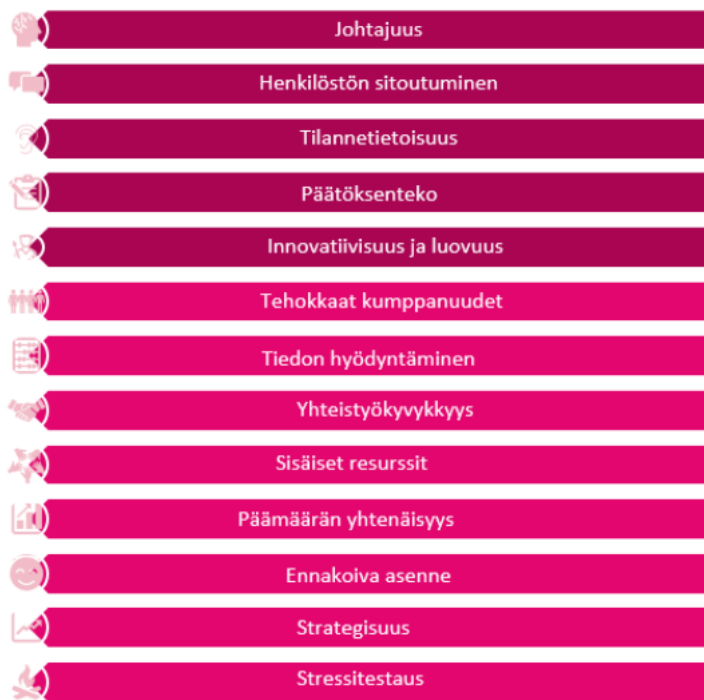 Johtajuus
Henkilöstön sitoutuminen
Tilannetietoisuus
Päätöksenteko
Innovatiivisuus ja luovuus
Tehokkaat kumppanuudet
Tiedon hyödyntäminen
Yhteistyökyvykkyys
Sisäiset resurssit
Päämäärän yhtenäisyys
Ennakoiva asenne
Strategisuus
Stressitestaus